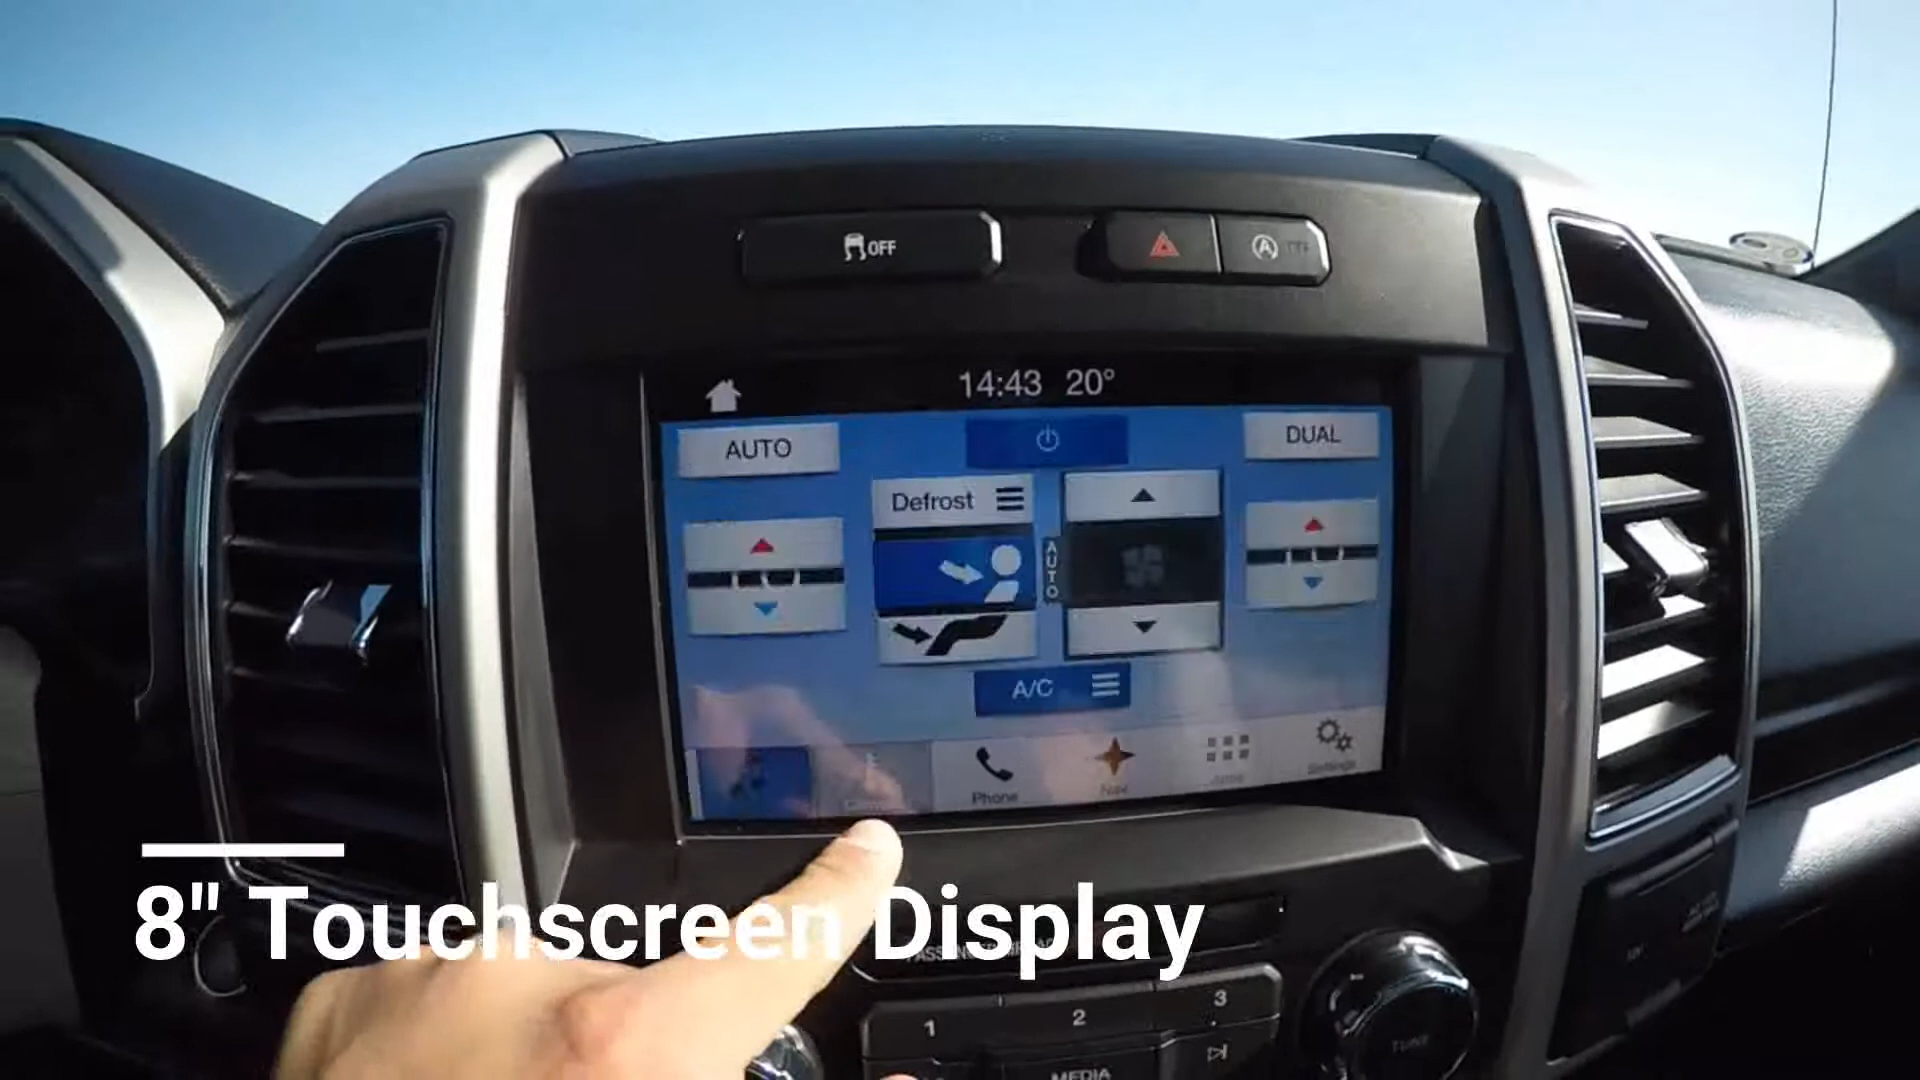 OFF
14:43 20°
AUTO
DUAL
Defrost
AUTO
A/C
Phone
Nav
Settings
8" Touchscreen Display
1
2
3
MEDIA
TUNE